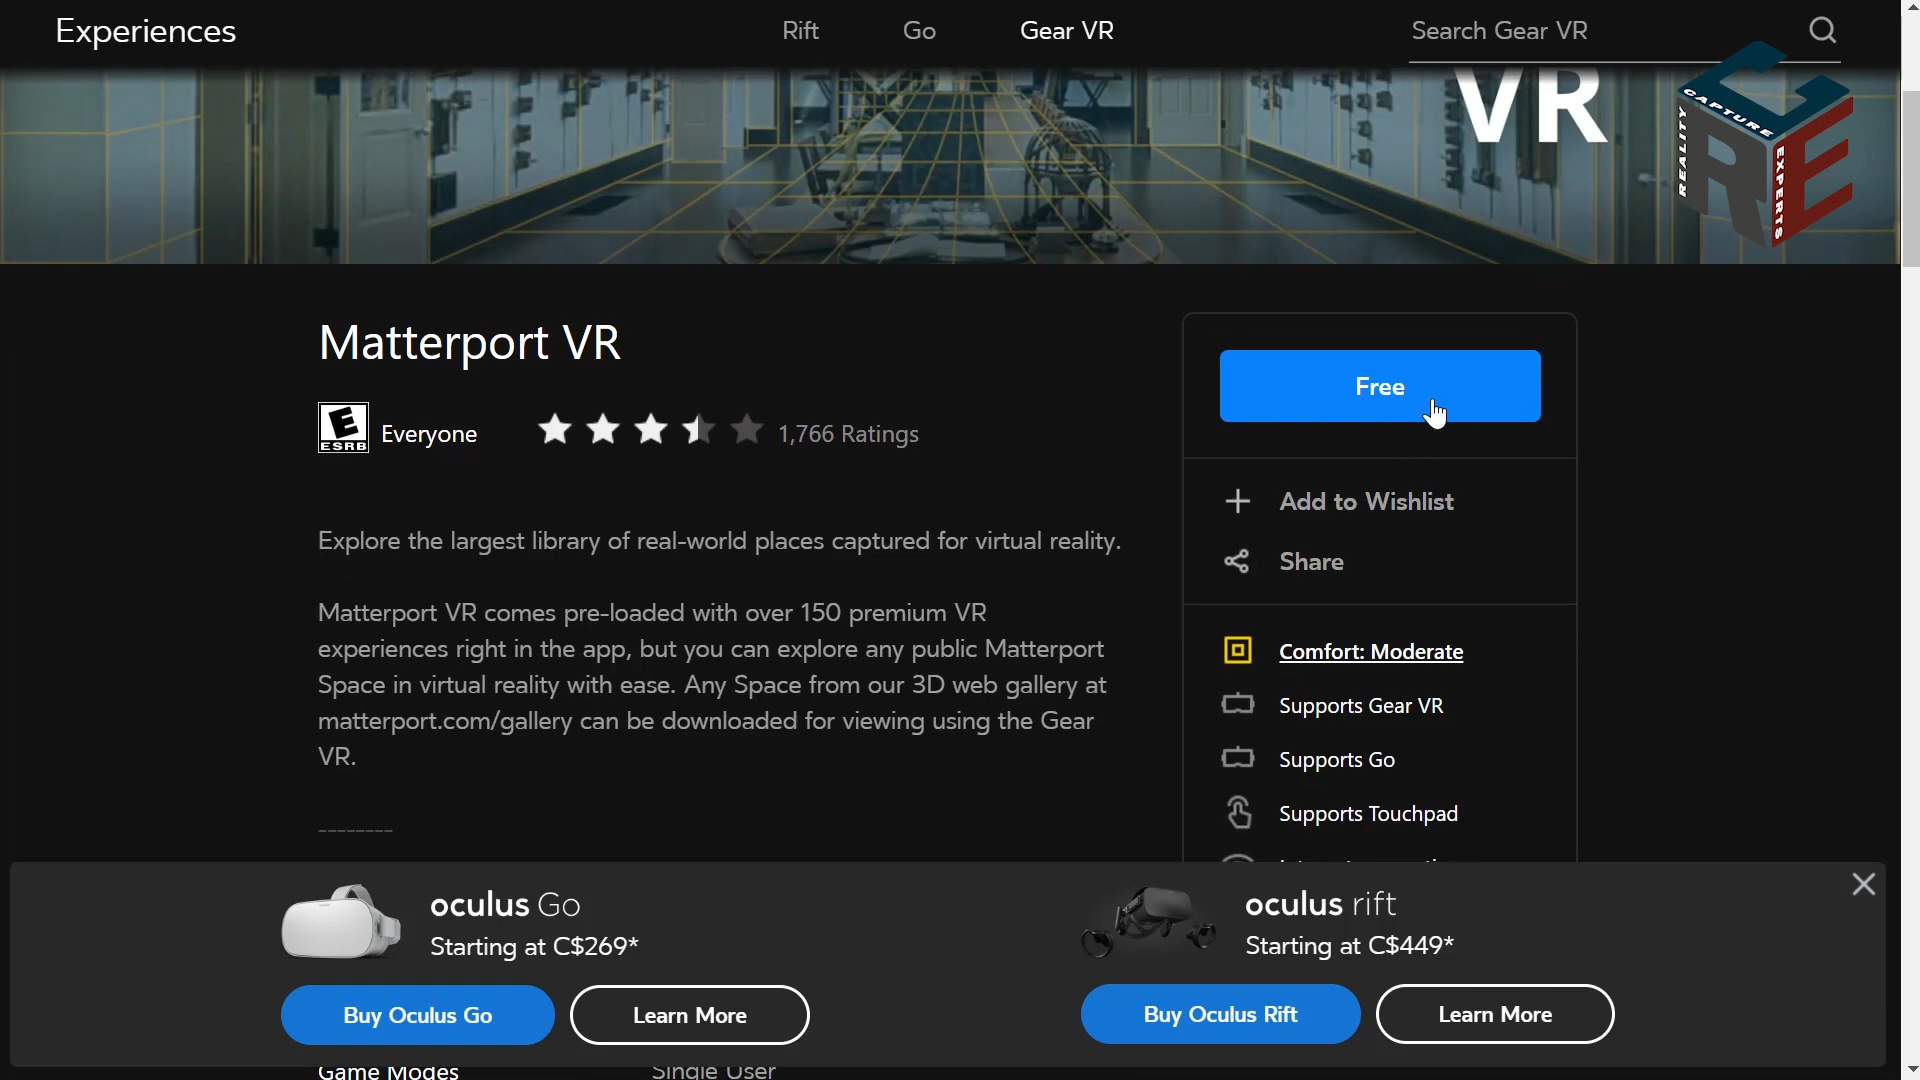 Experiences
Rift
Go
Gear VR
Search Gear VR
VR
REALITY
CAPTURE
EXPERTS
CRE
Matterport VR
Free
E
ESRB
Everyone
1,766 Ratings
Add to Wishlist
Explore the largest library of real-world places captured for virtual reality.
Share
Matterport VR comes pre-loaded with over 150 premium VR
experiences right in the app, but you can explore any public Matterport
Space in virtual reality with ease. Any Space from our 3D web gallery at
matterport.com/gallery can be downloaded for viewing using the Gear
VR.
--------
Comfort: Moderate
Supports Gear VR
Supports Go
Supports Touchpad
oculus Go
Starting at C$269*
Buy Oculus Go
Learn More
oculus rift
Starting at C$449*
Buy Oculus Rift
Learn More
Game Modes
Single User